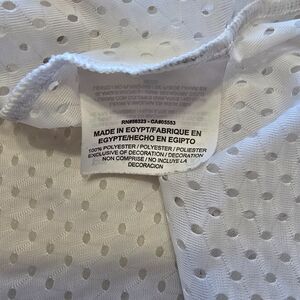 RN#56323 - CA#05553
MADE IN EGYPT/FABRIQUE EN
EGYPTE/HECHO EN EGIPTO
100% POLYESTER / POLYESTER / POLIESTER
EXCLUSIVE OF DECORATION / DECORATION
NON COMPRISE / NO INCLUYE LA
DECORACION